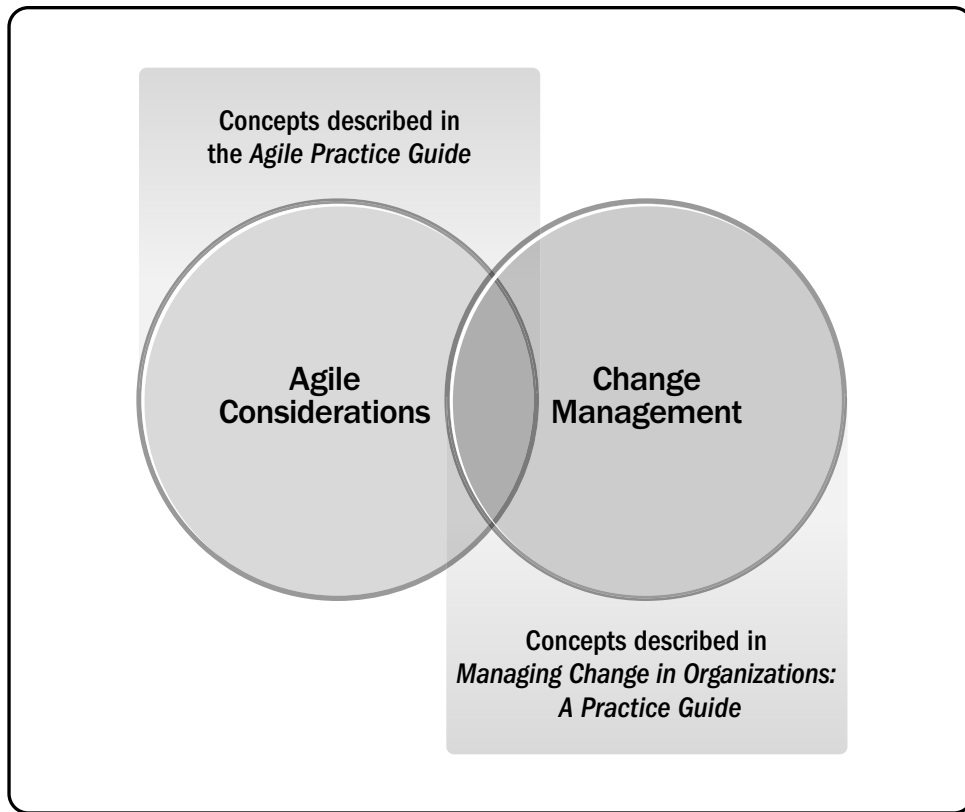 Concepts described in
the Agile Practice Guide
Agile
Considerations
Change
Management
Concepts described in
Managing Change in Organizations:
A Practice Guide